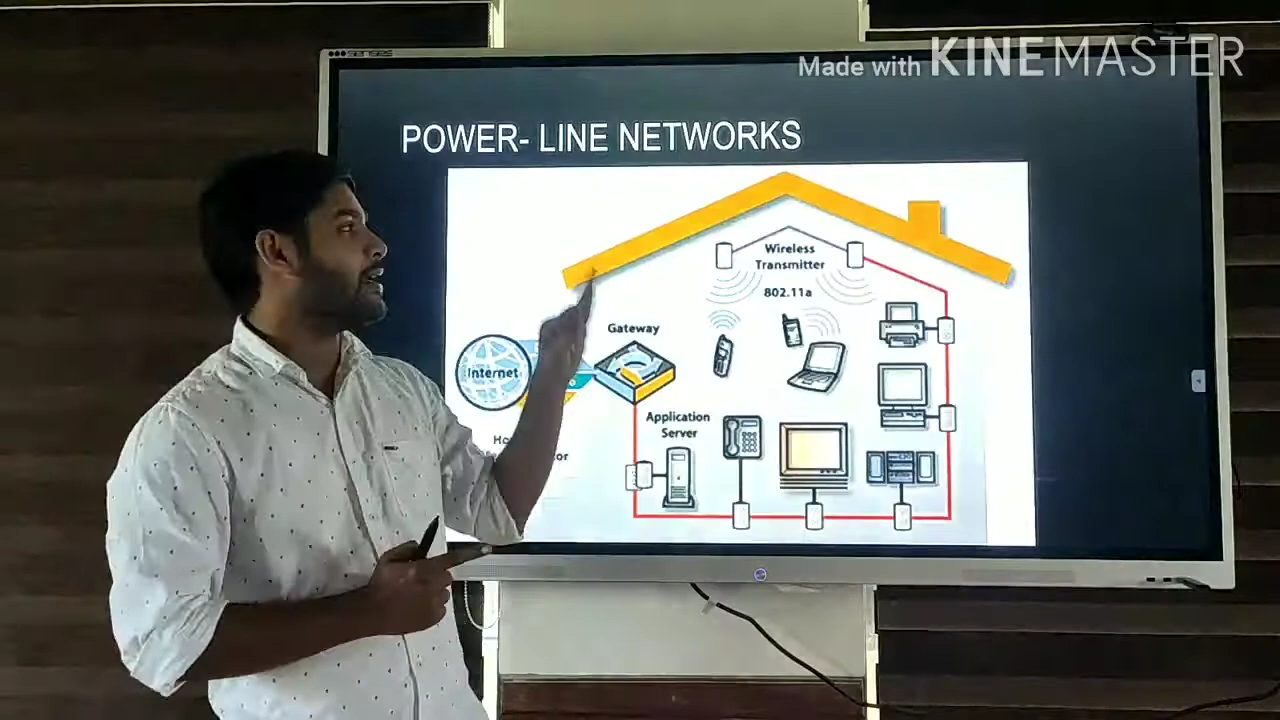 Made with KINEMASTER
POWER- LINE NETWORKS
Wireless
Transmitter
802.11a
Gateway
Internet
Application
Server